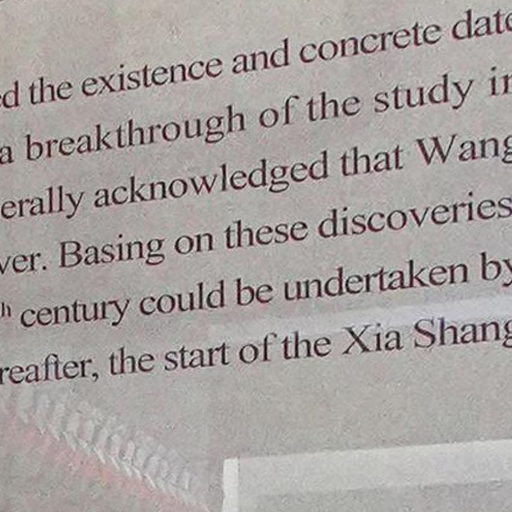 ed the existence and concrete date
a breakthrough of the study in
erally acknowledged that Wang
ver. Basing on these discoveries
h century could be undertaken by
reafter, the start of the Xia Shang